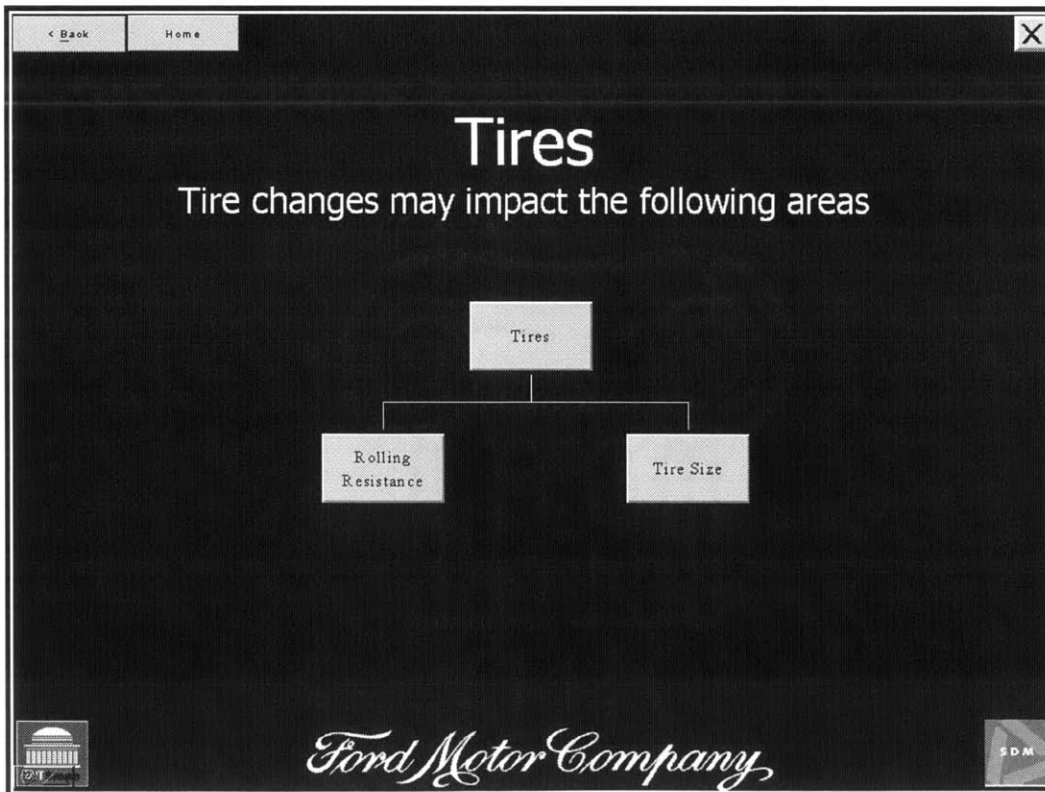 < Back
Home
X
Tires
Tire changes may impact the following areas
Tires
Rolling
Resistance
Tire Size
Ford Motor Company
SDM